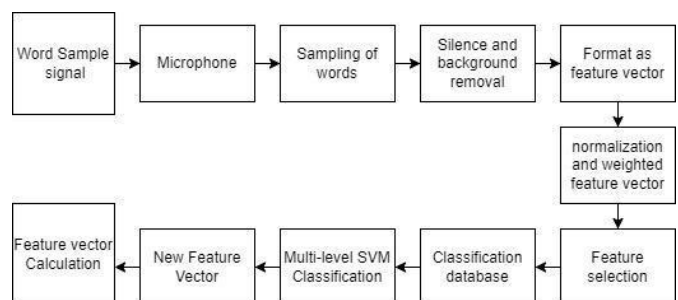 Word Sample
signal
Microphone
Sampling of
words
Silence and
background
removal
Format as
feature vector
normalization
and weighted
feature vector
Feature
selection
Classification
database
Multi-level SVM
Classification
New Feature
Vector
Feature vector
Calculation